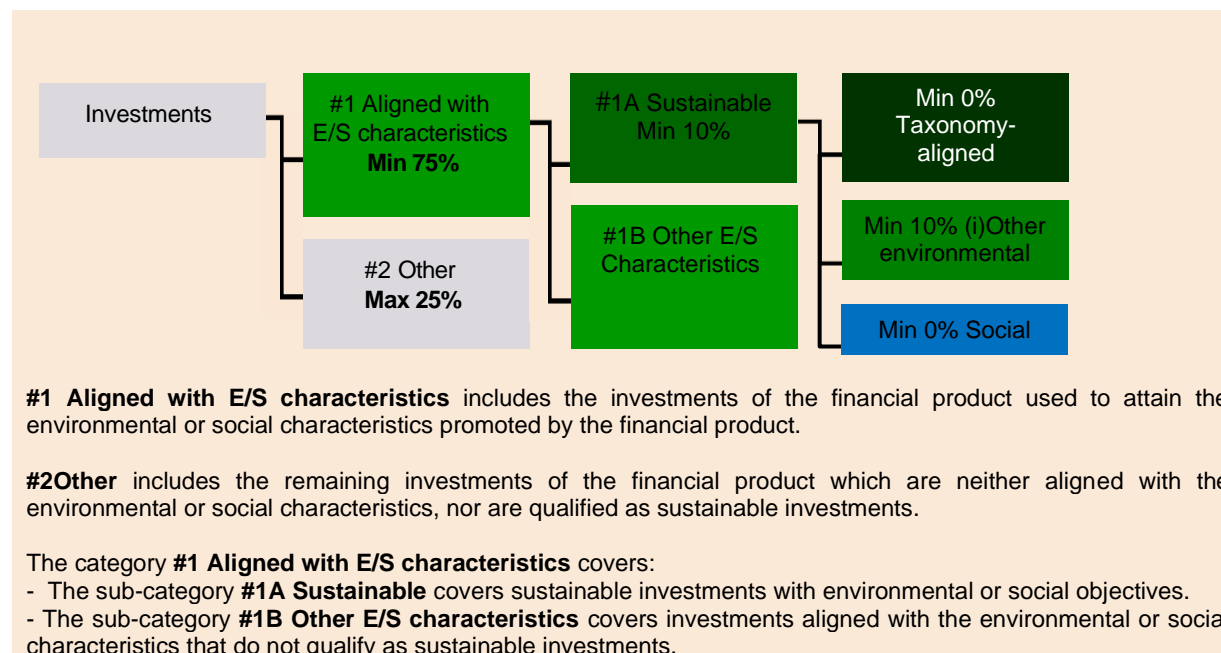 Investments
#1 Aligned with
E/S characteristics
Min 75%
#2 Other
Max 25%
#1A Sustainable
Min 10%
#1B Other E/S
Characteristics
Min 0%
Taxonomy-
aligned
Min 10% (i)Other
environmental
Min 0% Social
#1 Aligned with E/S characteristics includes the investments of the financial product used to attain the
environmental or social characteristics promoted by the financial product.
#2Other includes the remaining investments of the financial product which are neither aligned with the
environmental or social characteristics, nor are qualified as sustainable investments.
The category #1 Aligned with E/S characteristics covers:
- The sub-category #1A Sustainable covers sustainable investments with environmental or social objectives.
- The sub-category #1B Other E/S characteristics covers investments aligned with the environmental or social
characteristics that do not qualify as sustainable investments.